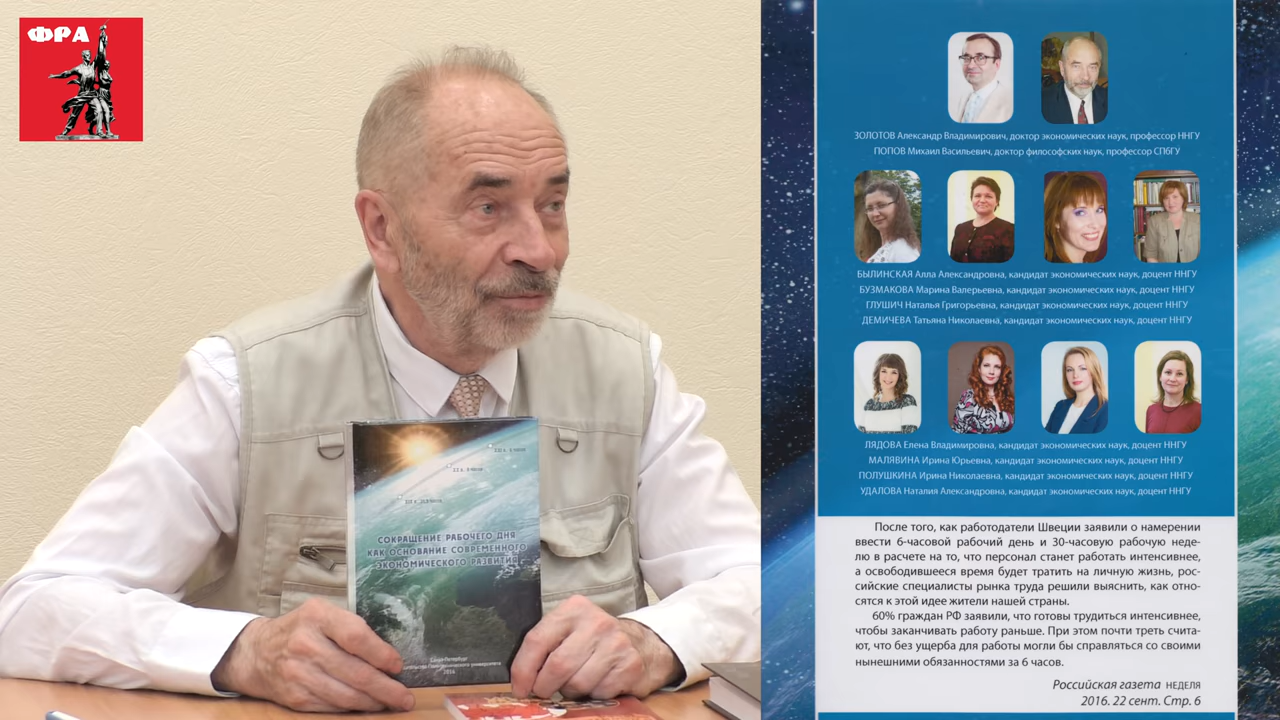 ФРА
СОКРАЩЕНИЕ РАБОЧЕГО ДНЯ
КАК ОСНОВАНИЕ СОВРЕМЕННОГО
ЭКОНОМИЧЕСКОГО РАЗВИТИЯ
Санкт-Петербург
Политехнического университета
2016
ЗОЛОТОВ Александр Владимирович, доктор экономических наук, профессор ННГУ
ПОПОВ Михаил Васильевич, доктор философских наук, профессор СПбГУ
БЫЛИНСКАЯ Алла Александровна, кандидат экономических наук, доцент ННГУ
БУЗМАКОВА Марина Валерьевна, кандидат экономических наук, доцент ННГУ
ГЛУШИЧ Наталья Григорьевна, кандидат экономических наук, доцент ННГУ
ДЕМИЧЕВА Татьяна Николаевна, кандидат экономических наук, доцент ННГУ
ЛЯДОВА Елена Владимировна, кандидат экономических наук, доцент ННГУ
МАЛЯВИНА Ирина Юрьевна, кандидат экономических наук, доцент ННГУ
ПОЛУШКИНА Ирина Николаевна, кандидат экономических наук, доцент ННГУ
УДАЛОВА Наталия Александровна, кандидат экономических наук, доцент ННГУ
После того, как работодатели Швеции заявили о намерении
ввести 6-часовой рабочий день и 30-часовую рабочую неде-
лю в расчете на то, что персонал станет работать интенсивнее,
а освободившееся время будет тратить на личную жизнь, рос-
сийские специалисты рынка труда решили выяснить, как отно-
сятся к этой идее жители нашей страны.
60% граждан РФ заявили, что готовы трудиться интенсивнее,
чтобы заканчивать работу раньше. При этом почти треть счита-
ют, что без ущерба для работы могли бы справляться со своими
нынешними обязанностями за 6 часов.
Российская газета НЕДЕЛЯ
2016. 22 сент. Стр. 6